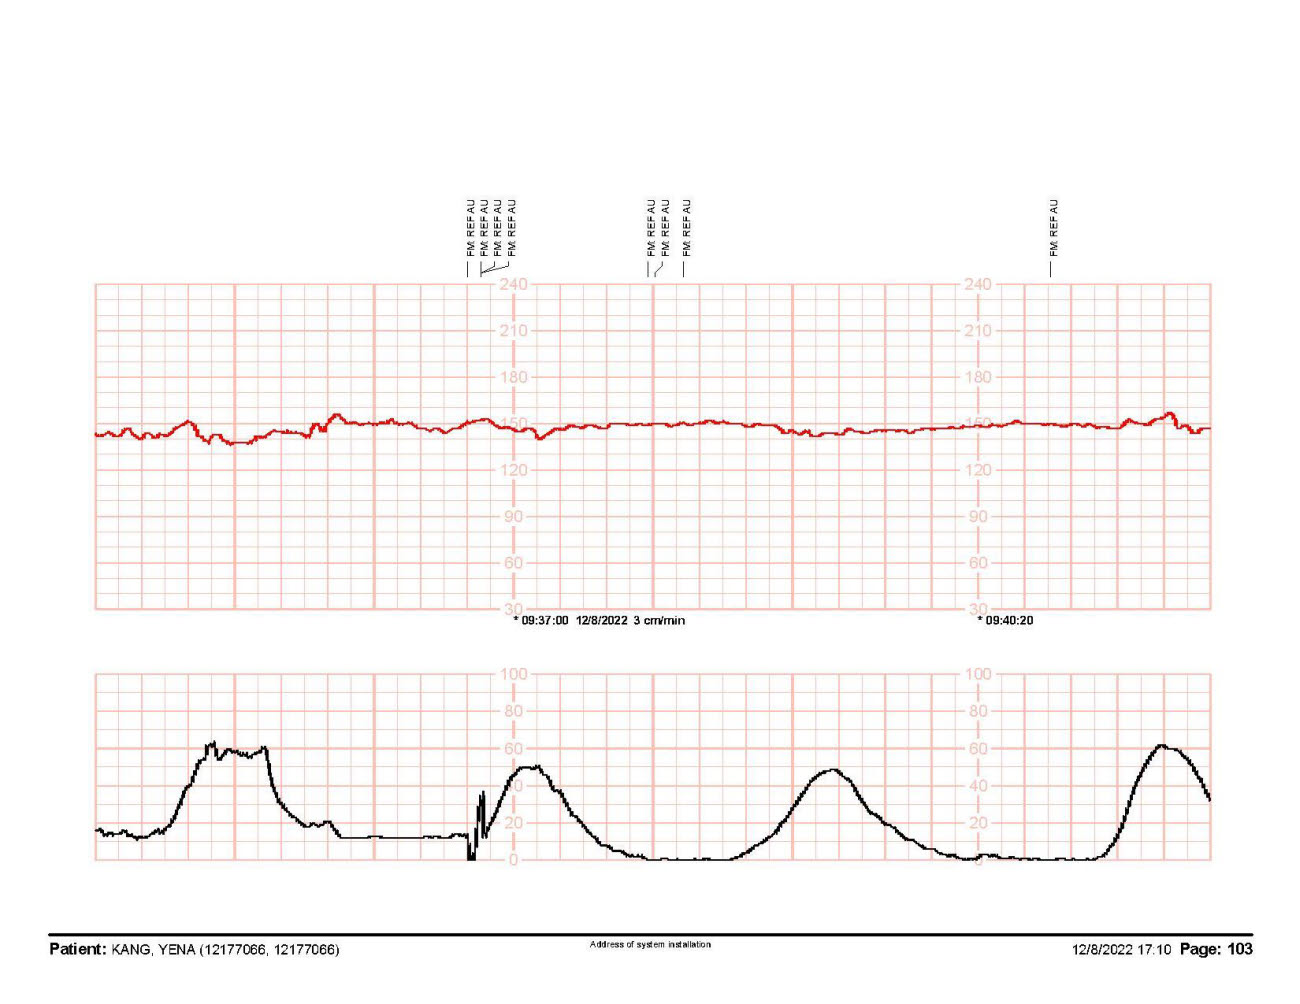 FM: REF AU
FM: REF AU
FM: REF AU
FM: REF AU
FM: REF AU
FM: REF AU
FM: REF AU
FM: REF AU
240 240
210 210
180 180
150 150
120 120
90 90
60 60
30 30
* 09:37:00 12/8/2022 3 cm/min * 09:40:20
100 100
80 80
60 60
40 40
20 20
0 0
Patient: KANG, YENA (12177066, 12177066) Address of system installation 12/8/2022 17:10 Page: 103